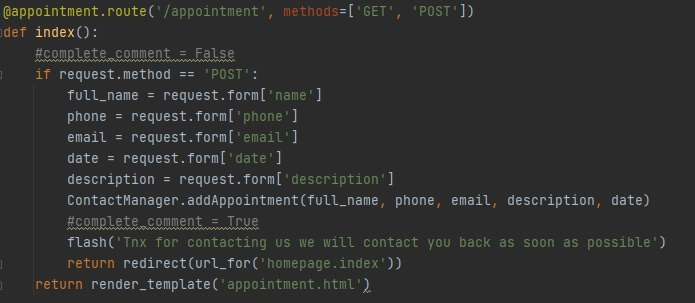 @appointment.route('/appointment', methods=['GET', 'POST'])
def index():
    #complete_comment = False
    if request.method == 'POST':
        full_name = request.form['name']
        phone = request.form['phone']
        email = request.form['email']
        date = request.form['date']
        description = request.form['description']
        ContactManager.addAppointment(full_name, phone, email, description, date)
        #complete_comment = True
        flash('Tnx for contacting us we will contact you back as soon as possible')
        return redirect(url_for('homepage.index'))
    return render_template('appointment.html')